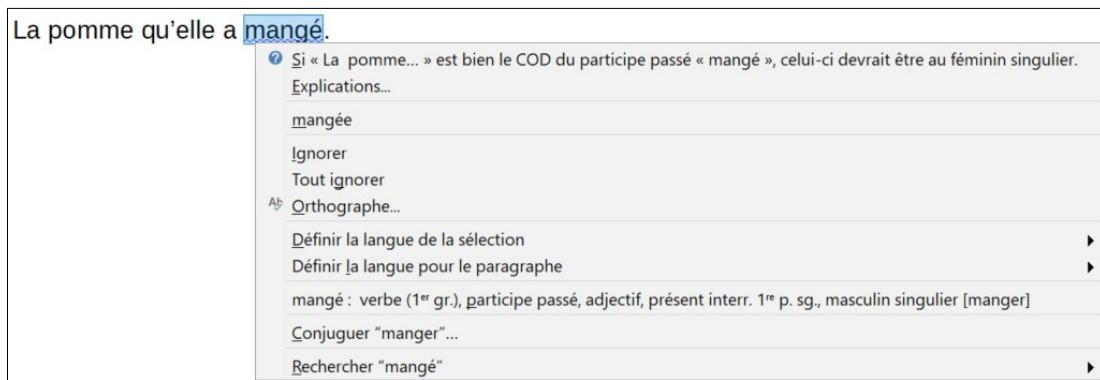 La pomme qu’elle a mangé.
Si « La pomme... » est bien le COD du participe passé « mangé », celui-ci devrait être au féminin singulier.
Explications...
mangée
Ignorer
Tout ignorer
Orthographe...
Définir la langue de la sélection
Définir la langue pour le paragraphe
mangé : verbe (1ᵉʳ gr.), participe passé, adjectif, présent interr. 1ʳᵉ p. sg., masculin singulier [manger]
Conjuguer “manger”...
Rechercher “mangé”